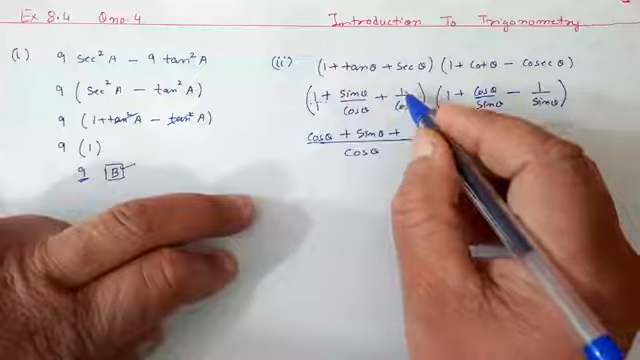 Ex 8.4 Q no. 4
Introduction To Trigonometry
(i) 9 sec²A - 9 tan²A
9 (sec²A - tan²A)
9 (1+tan²A - tan²A)
9 (1)
9 B
(ii) (1 + tanθ + secθ) (1 + cotθ - cosecθ)
(1/1 + sinθ/cosθ + 1/cosθ) (1 + cosθ/sinθ - 1/sinθ)
cosθ + sinθ +
cosθ